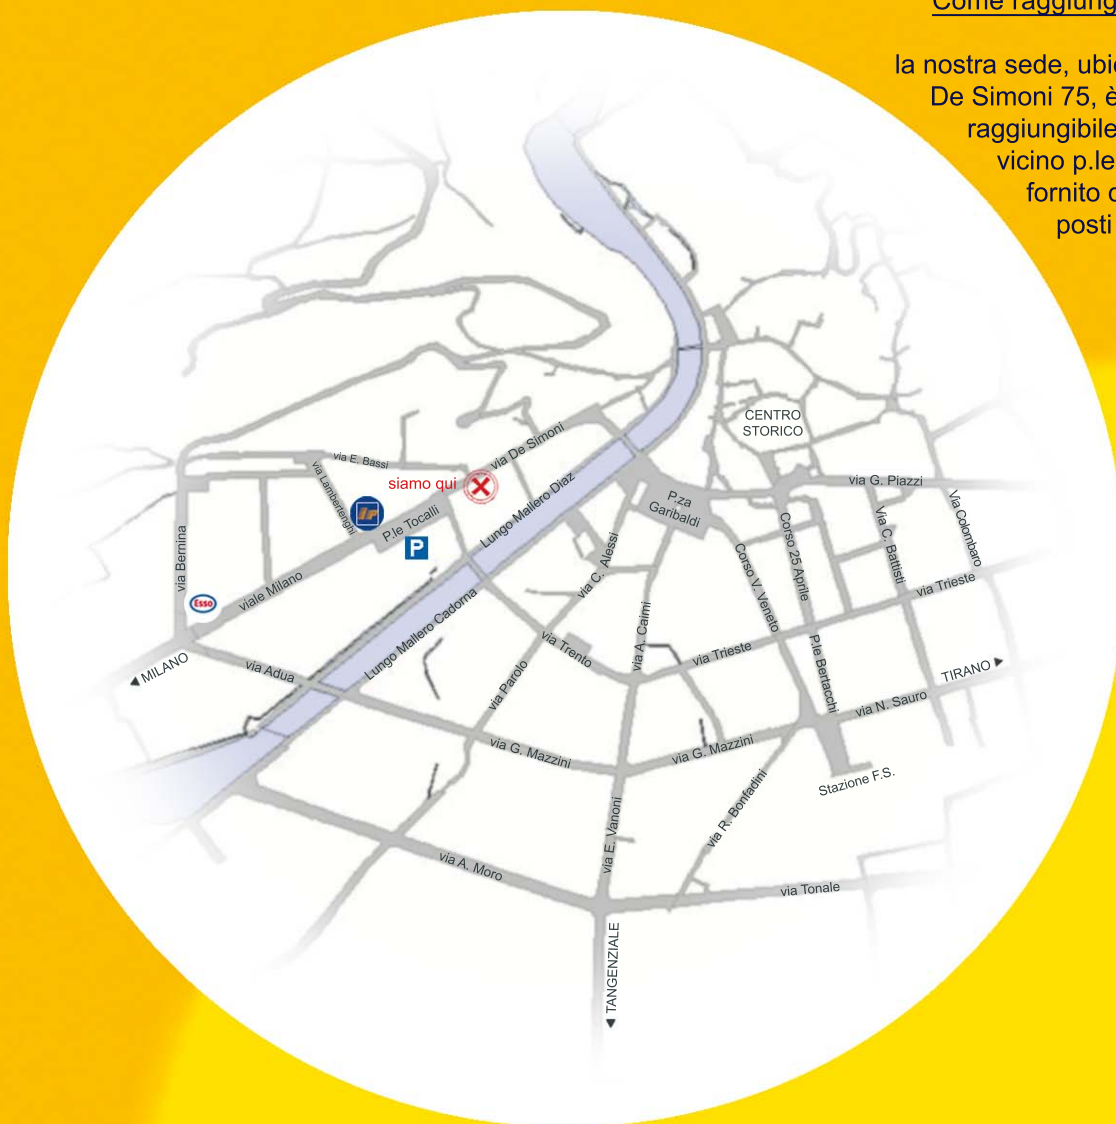 Come raggiung
la nostra sede, ubic
De Simoni 75, è
raggiungibile
vicino p.le
fornito
posti
CENTRO
STORICO
via De Simoni
via E. Bassi
siamo qui
via Lambertenghi
IP
P.le Tocalli
P
Lungo Mallero Diaz
P.za
Garibaldi
via G. Piazzi
Via Colombaro
via Bernina
Esso
viale Milano
Lungo Mallero Cadorna
via C. Alessi
Corso V. Veneto
Corso 25 Aprile
Via C. Battisti
via Trieste
MILANO
via Adua
via Parolo
via Trento
via A. Caimi
via Trieste
P.le Bertacchi
TIRANO
via N. Sauro
via G. Mazzini
via G. Mazzini
Stazione F.S.
via E. Vanoni
via R. Bonfadini
via A. Moro
via Tonale
TANGENZIALE